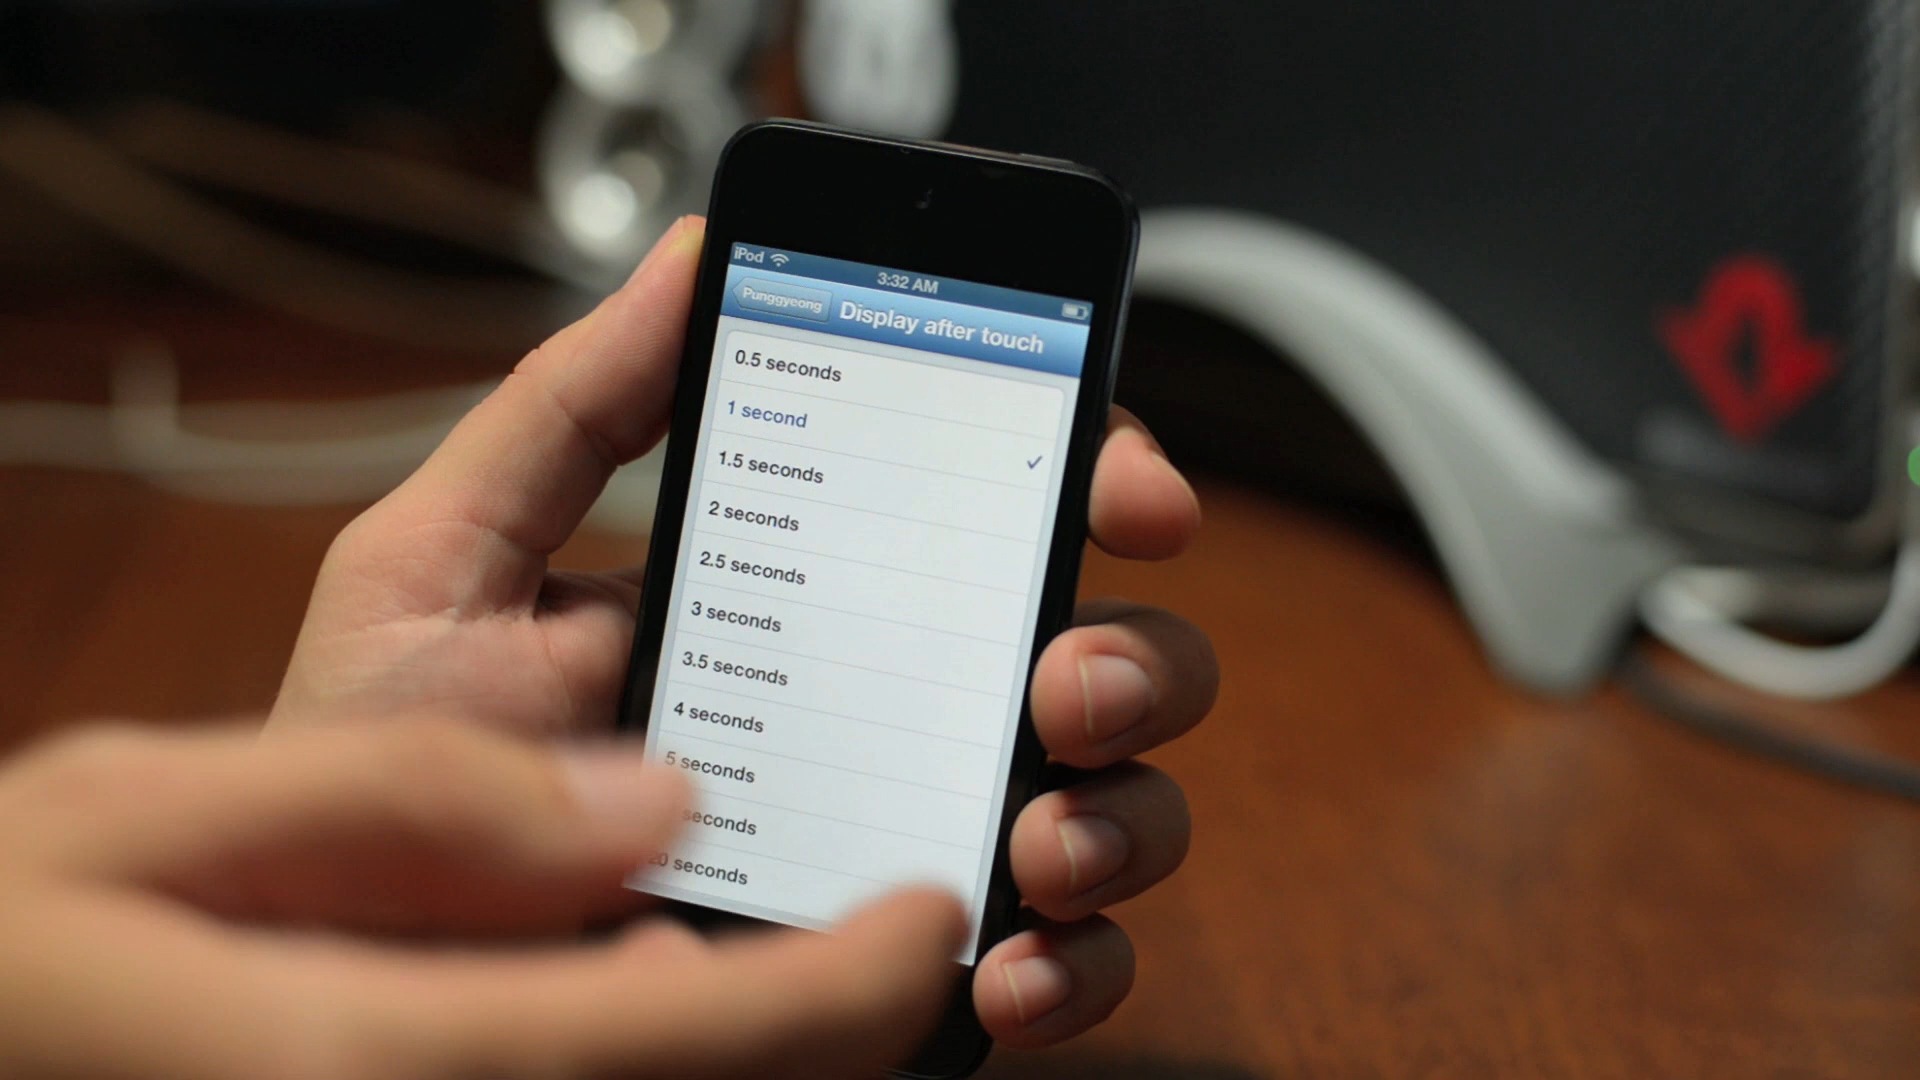 iPod
3:32 AM
Punggyeong
Display after touch
0.5 seconds
1 second
1.5 seconds
2 seconds
2.5 seconds
3 seconds
3.5 seconds
4 seconds
5 seconds
seconds
20 seconds